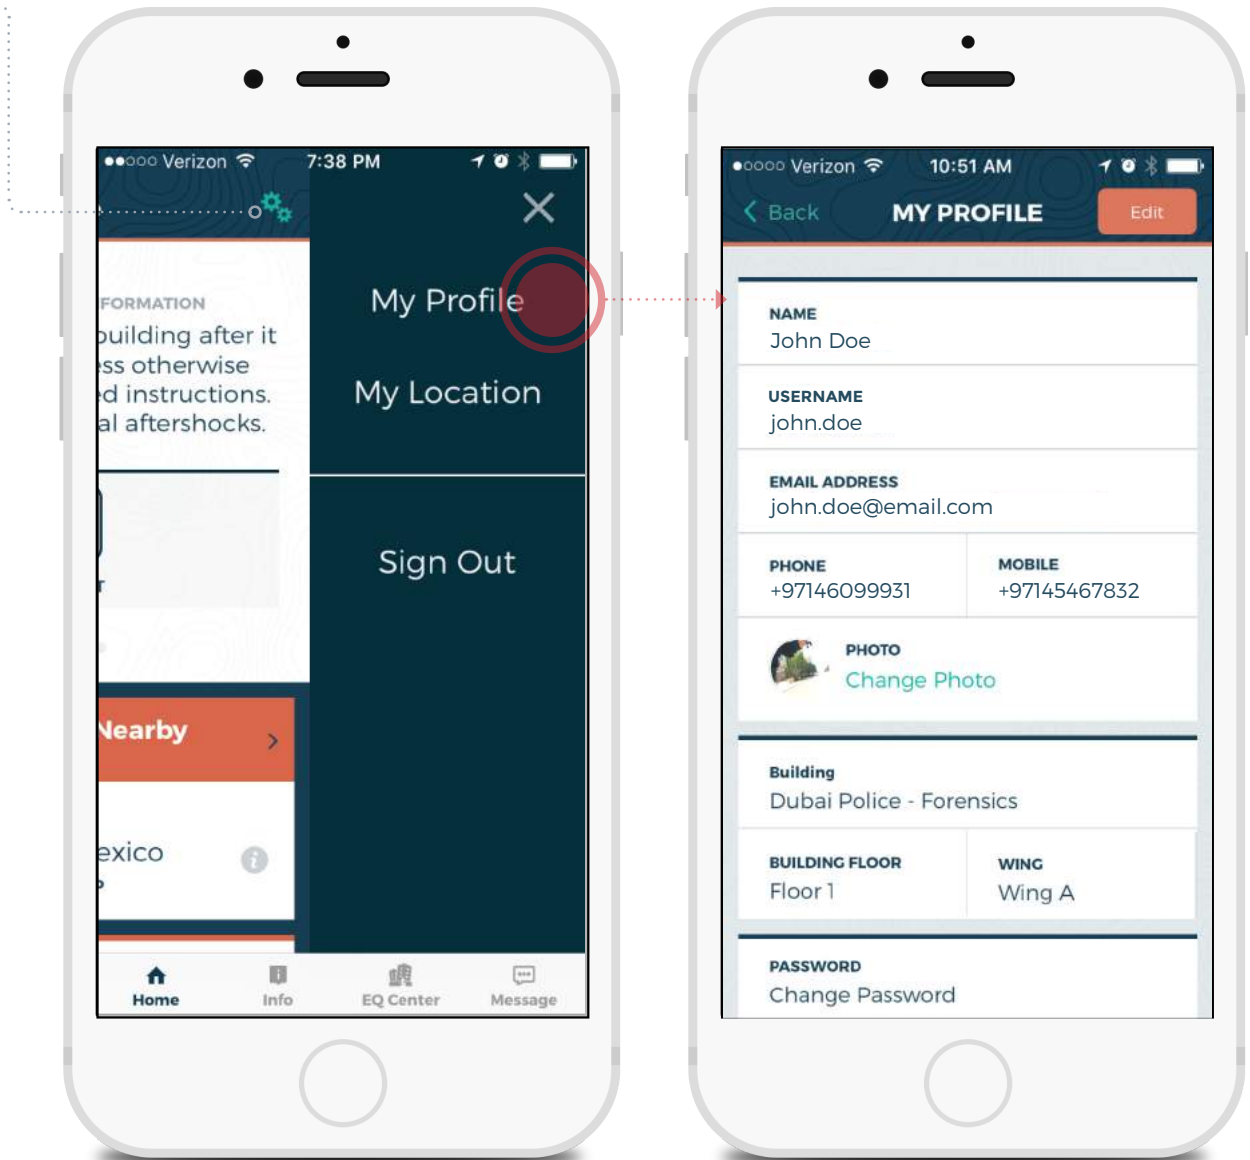 Verizon
7:38 PM
FORMATION
building after it
ss otherwise
d instructions.
al aftershocks.
T
Nearby
exico
My Profile
My Location
Sign Out
Home
Info
EQ Center
Message
Verizon
10:51 AM
Back
MY PROFILE
Edit
NAME
John Doe
USERNAME
john.doe
EMAIL ADDRESS
john.doe@email.com
PHONE
+97146099931
MOBILE
+97145467832
PHOTO
Change Photo
Building
Dubai Police - Forensics
BUILDING FLOOR
Floor 1
WING
Wing A
PASSWORD
Change Password